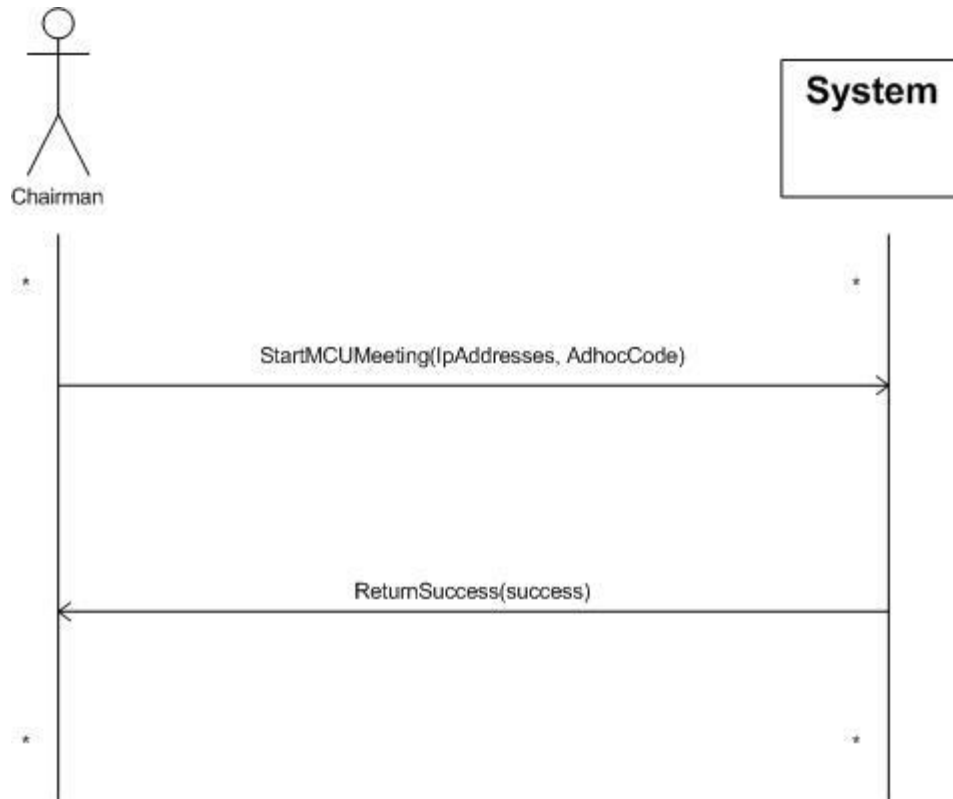 System
Chairman
* *
StartMCUMeeting(IpAddresses, AdhocCode)
ReturnSuccess(success)
* *